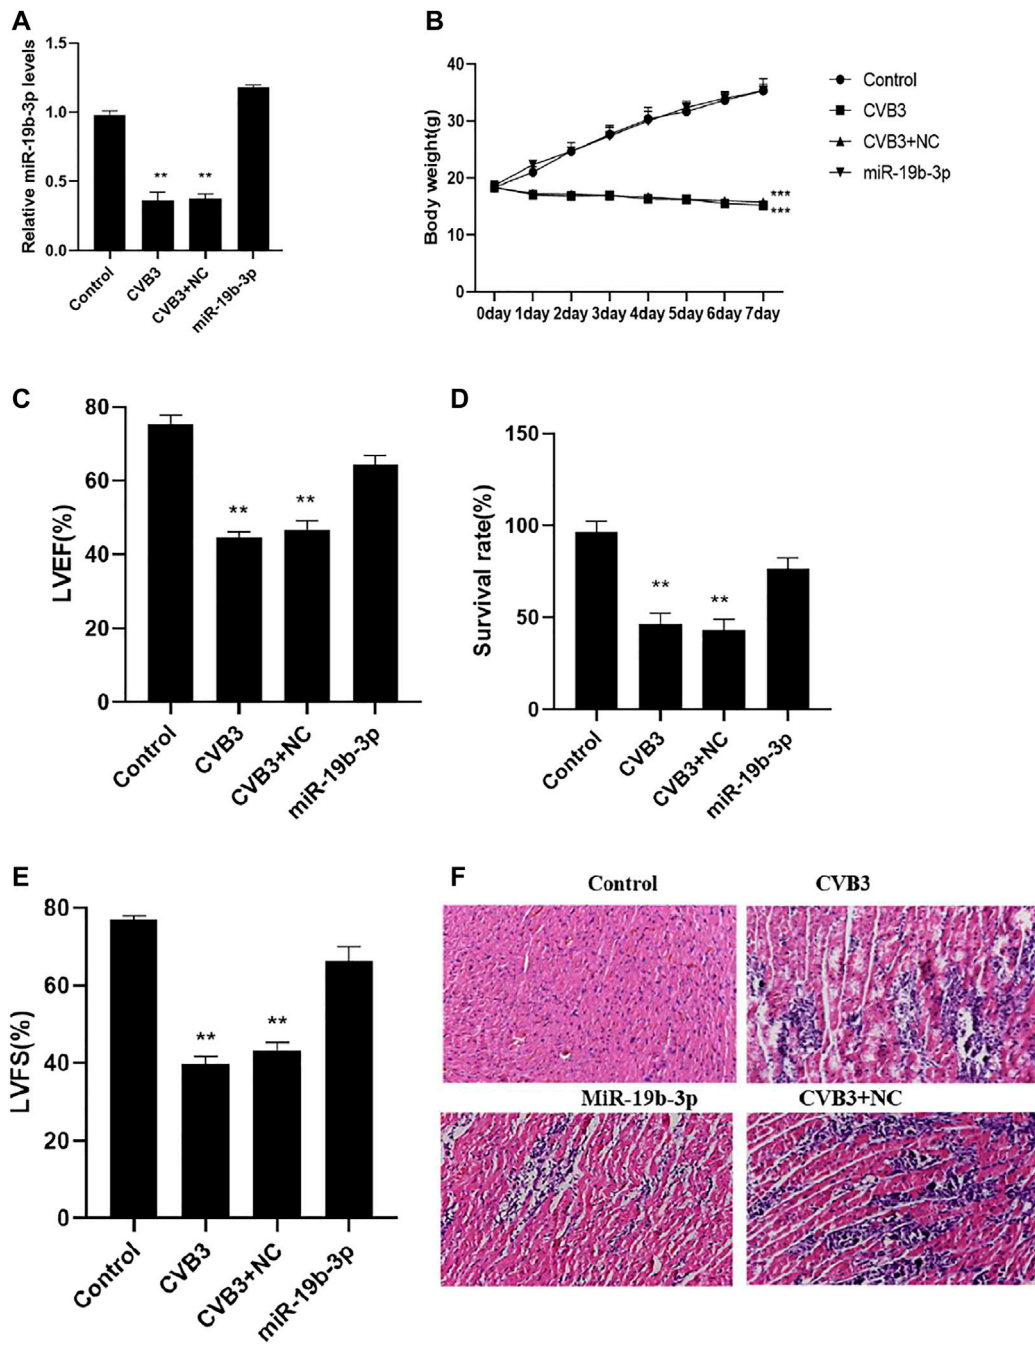 A
Relative miR-19b-3p levels
1.5
1.0
0.5
0.0
** **
Control CVB3 CVB3+NC miR-19b-3p
B
Body weight(g)
40
30
20
10
0
0day 1day 2day 3day 4day 5day 6day 7day
***
***
Control
CVB3
CVB3+NC
miR-19b-3p
C
LVEF(%)
80
60
40
20
0
** **
Control CVB3 CVB3+NC miR-19b-3p
D
Survival rate(%)
150
100
50
0
** **
Control CVB3 CVB3+NC miR-19b-3p
E
LVFS(%)
80
60
40
20
0
** **
Control CVB3 CVB3+NC miR-19b-3p
F
Control CVB3
MiR-19b-3p CVB3+NC